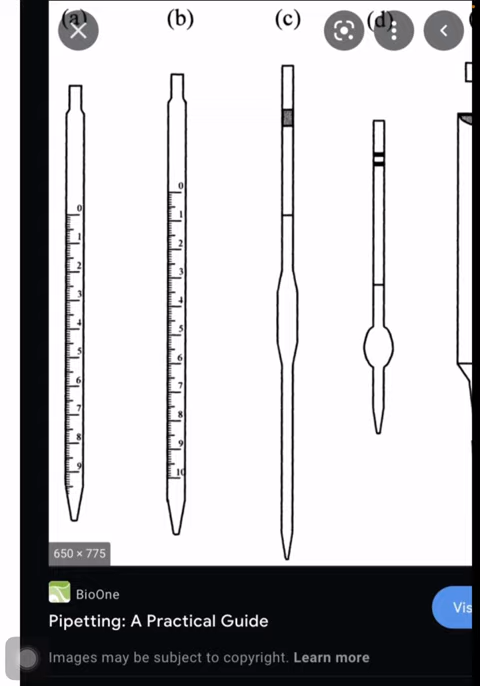 (a)
(b)
(c)
(d)
0
1
2
3
4
5
6
7
8
9
0
1
2
3
4
5
6
7
8
9
10
650 × 775
BioOne
Vis
Pipetting: A Practical Guide
Images may be subject to copyright. Learn more